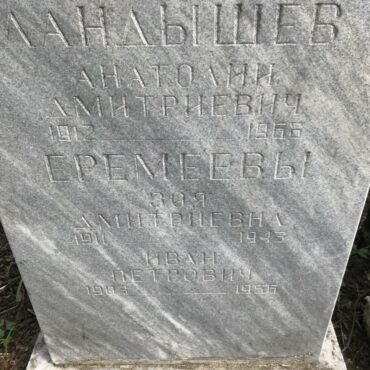 ЛАНДЫШЕВ
АНАТОЛИЙ
ДМИТРИЕВИЧ
1912 1966
ЕРЕМЕЕВЫ
ЗОЯ
ДМИТРИЕВНА
1911 1943
ИВАН
ПЕТРОВИЧ
1903 1956